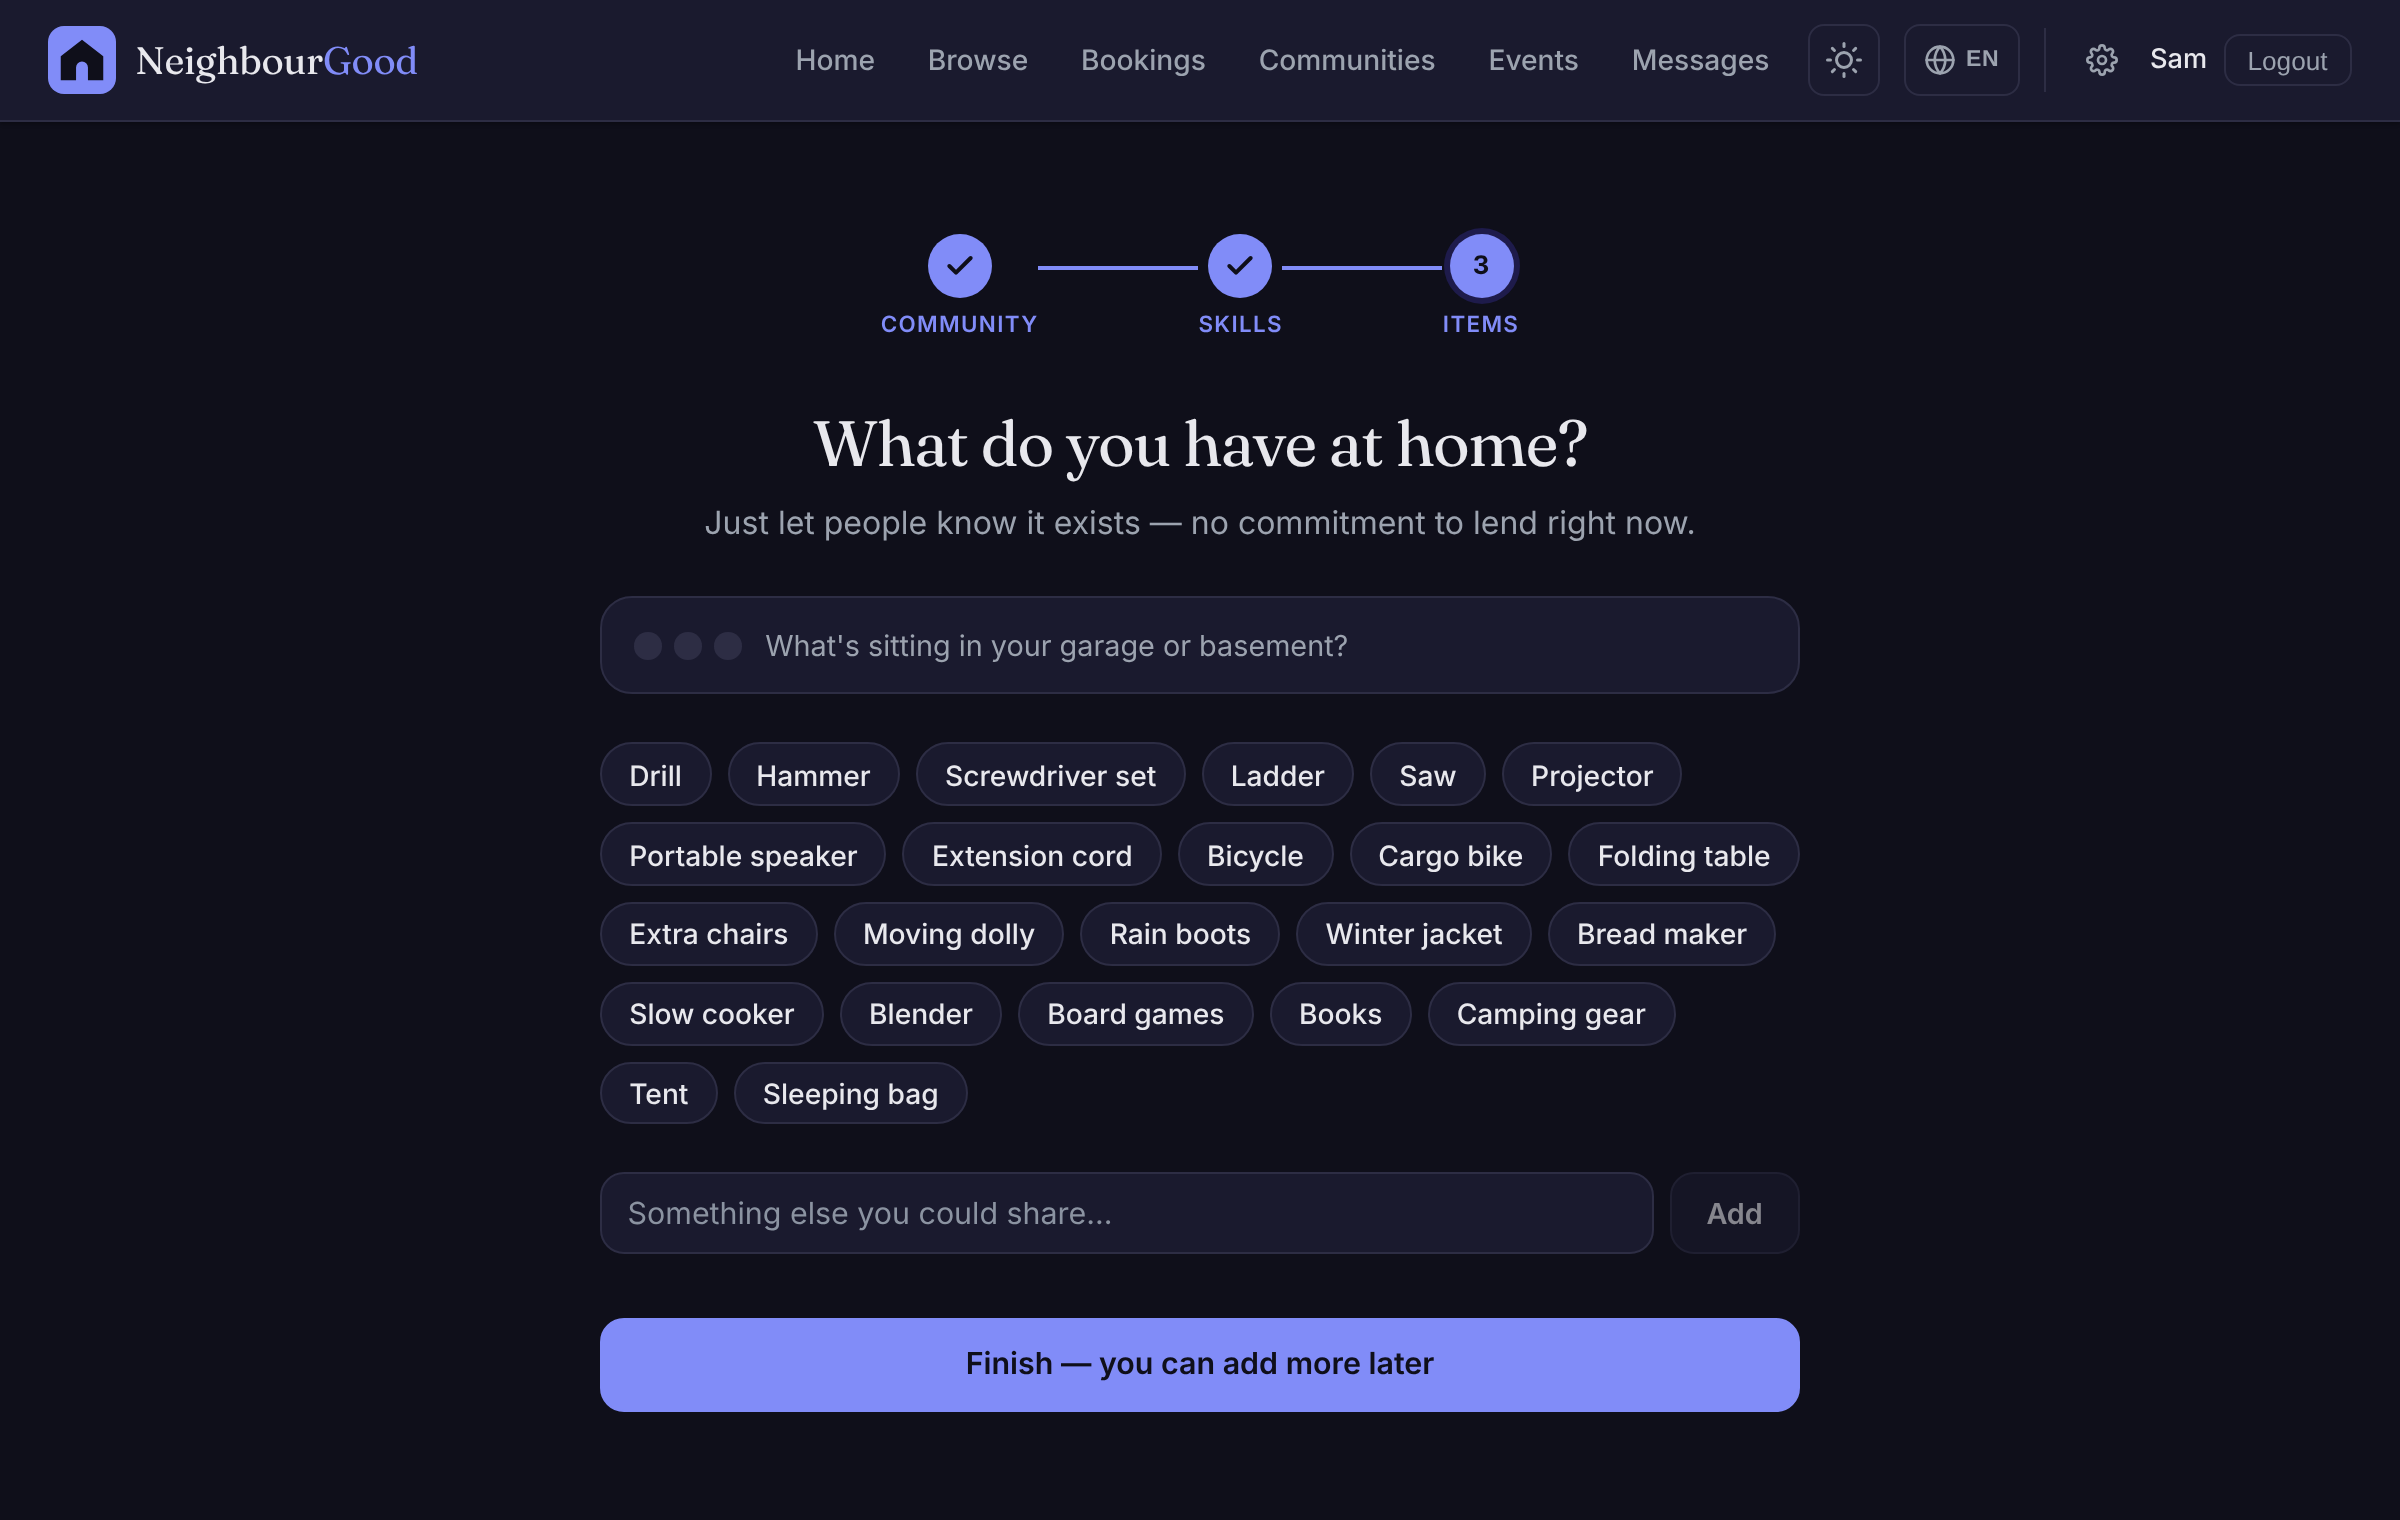 NeighbourGood Home Browse Bookings Communities Events Messages EN Sam Logout
3
COMMUNITY SKILLS ITEMS
What do you have at home?
Just let people know it exists — no commitment to lend right now.
What's sitting in your garage or basement?
Drill Hammer Screwdriver set Ladder Saw Projector
Portable speaker Extension cord Bicycle Cargo bike Folding table
Extra chairs Moving dolly Rain boots Winter jacket Bread maker
Slow cooker Blender Board games Books Camping gear
Tent Sleeping bag
Something else you could share... Add
Finish — you can add more later